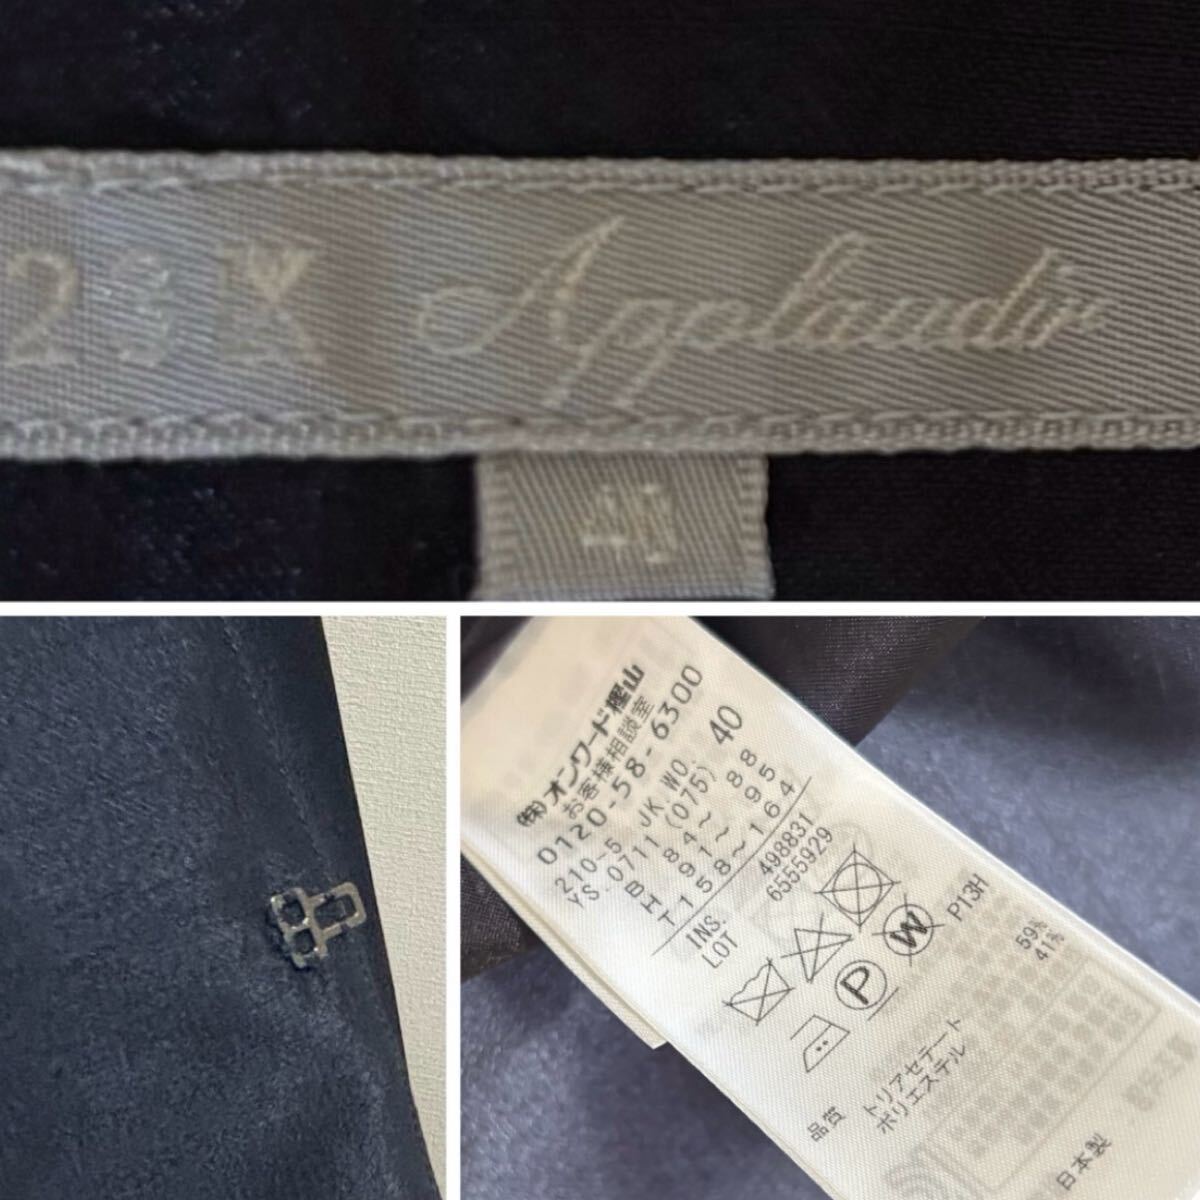 23区 Applaudir
40
(株)オンワード樫山
お客様相談室
0120-58-6300
210-5 JK.WO.
YS.0711(075) 40
B 84~ 88
H 91~ 95
T158~164
INS. 498831
LOT 6555929
P W P13H
品質 トリアセテート 59%
ポリエステル 41%
日本製